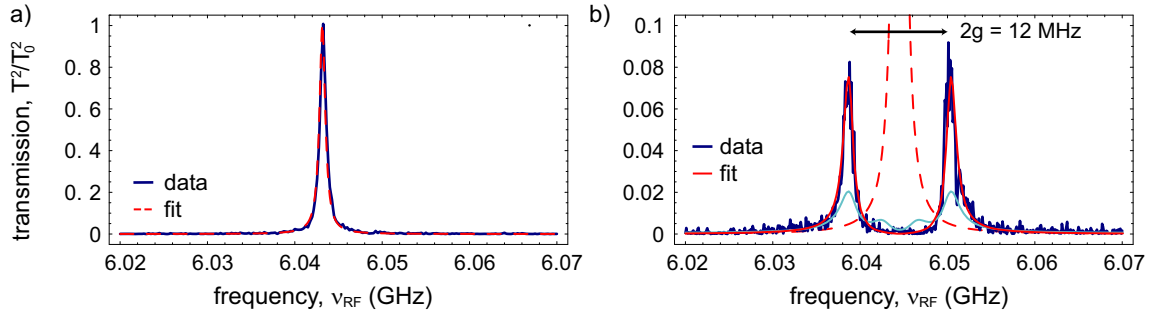 a)
transmission, T²/T₀²
1
0.8
0.6
0.4
0.2
0
data
fit
6.02 6.03 6.04 6.05 6.06 6.07
frequency, νRF (GHz)
b)
0.1
0.08
0.06
0.04
0.02
0
2g = 12 MHz
data
fit
6.02 6.03 6.04 6.05 6.06 6.07
frequency, νRF (GHz)